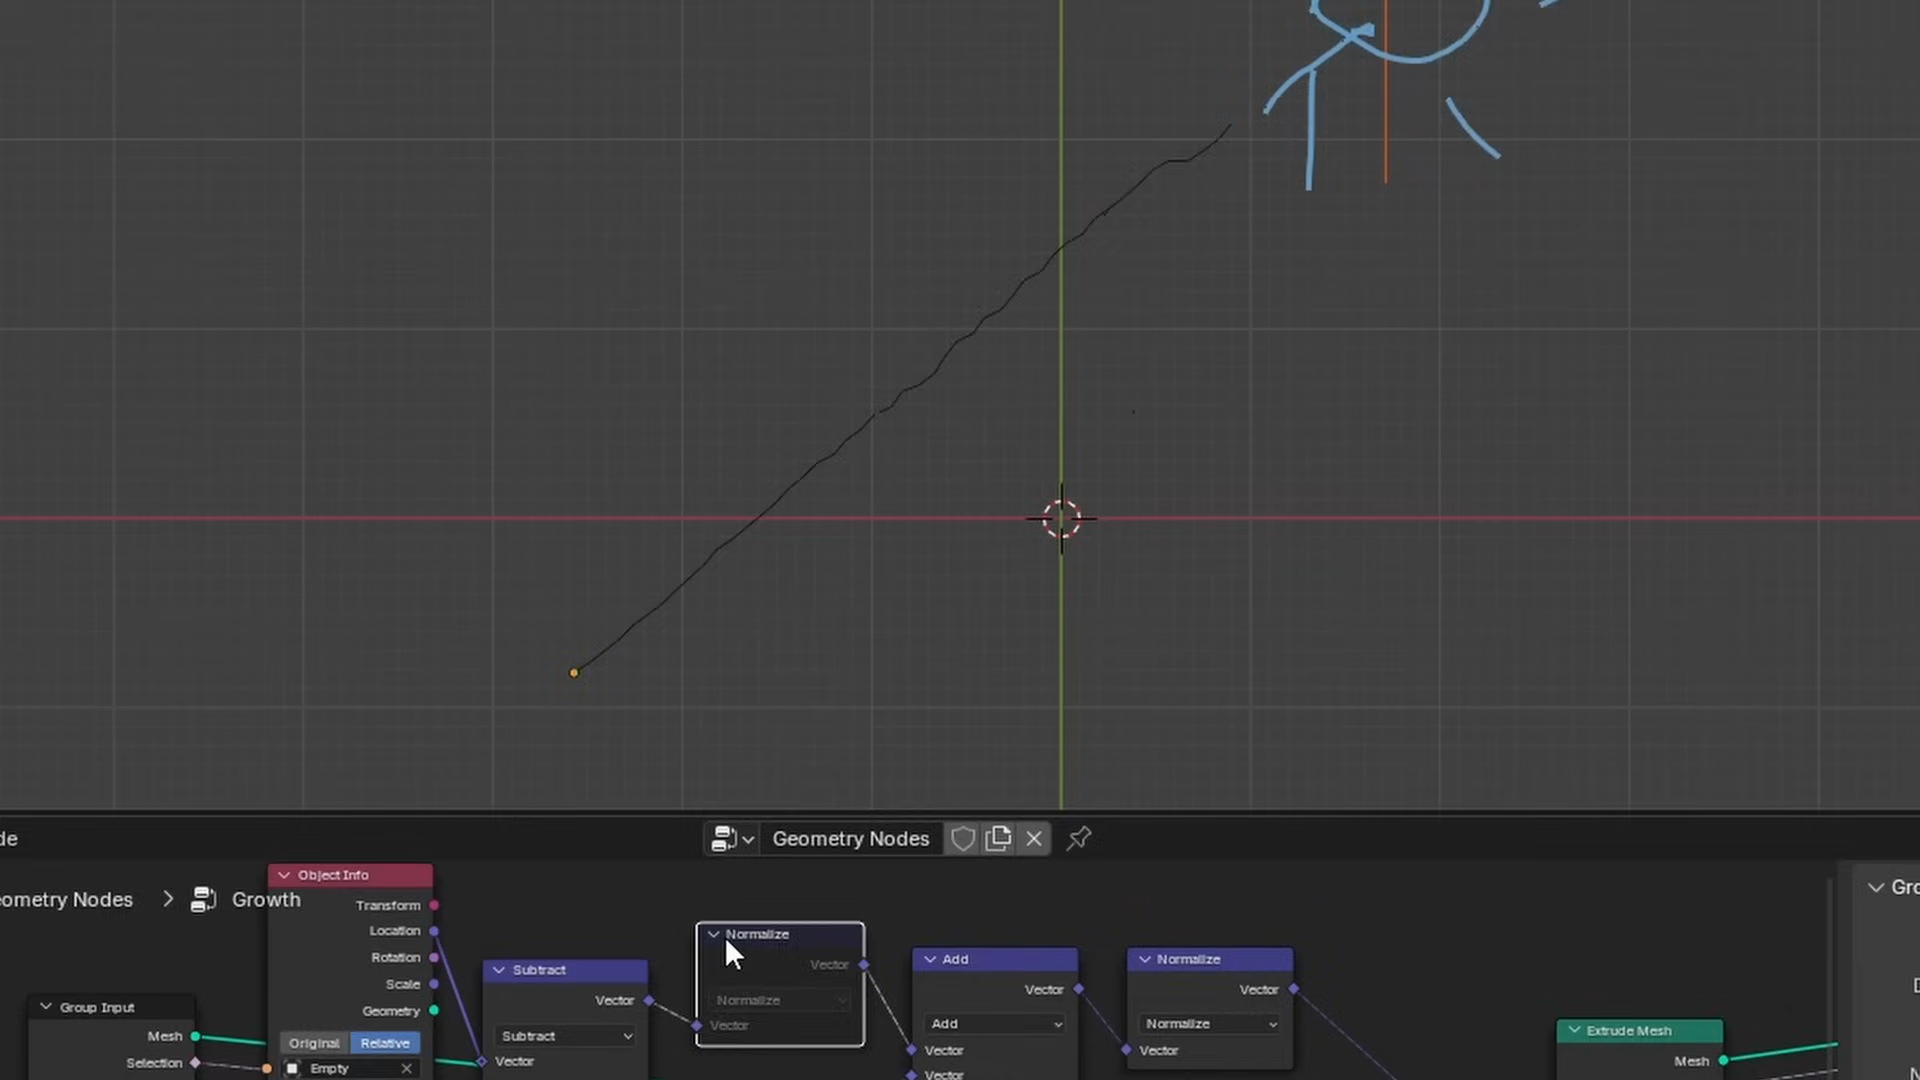 de
Geometry Nodes
eometry Nodes > Growth
Gro
Object Info
Transform
Location
Rotation
Scale
Geometry
Original Relative
Empty
Group Input
Mesh
Selection
Subtract
Vector
Subtract
Vector
Normalize
Vector
Normalize
Vector
Add
Vector
Add
Vector
Vector
Normalize
Vector
Normalize
Vector
Extrude Mesh
Mesh